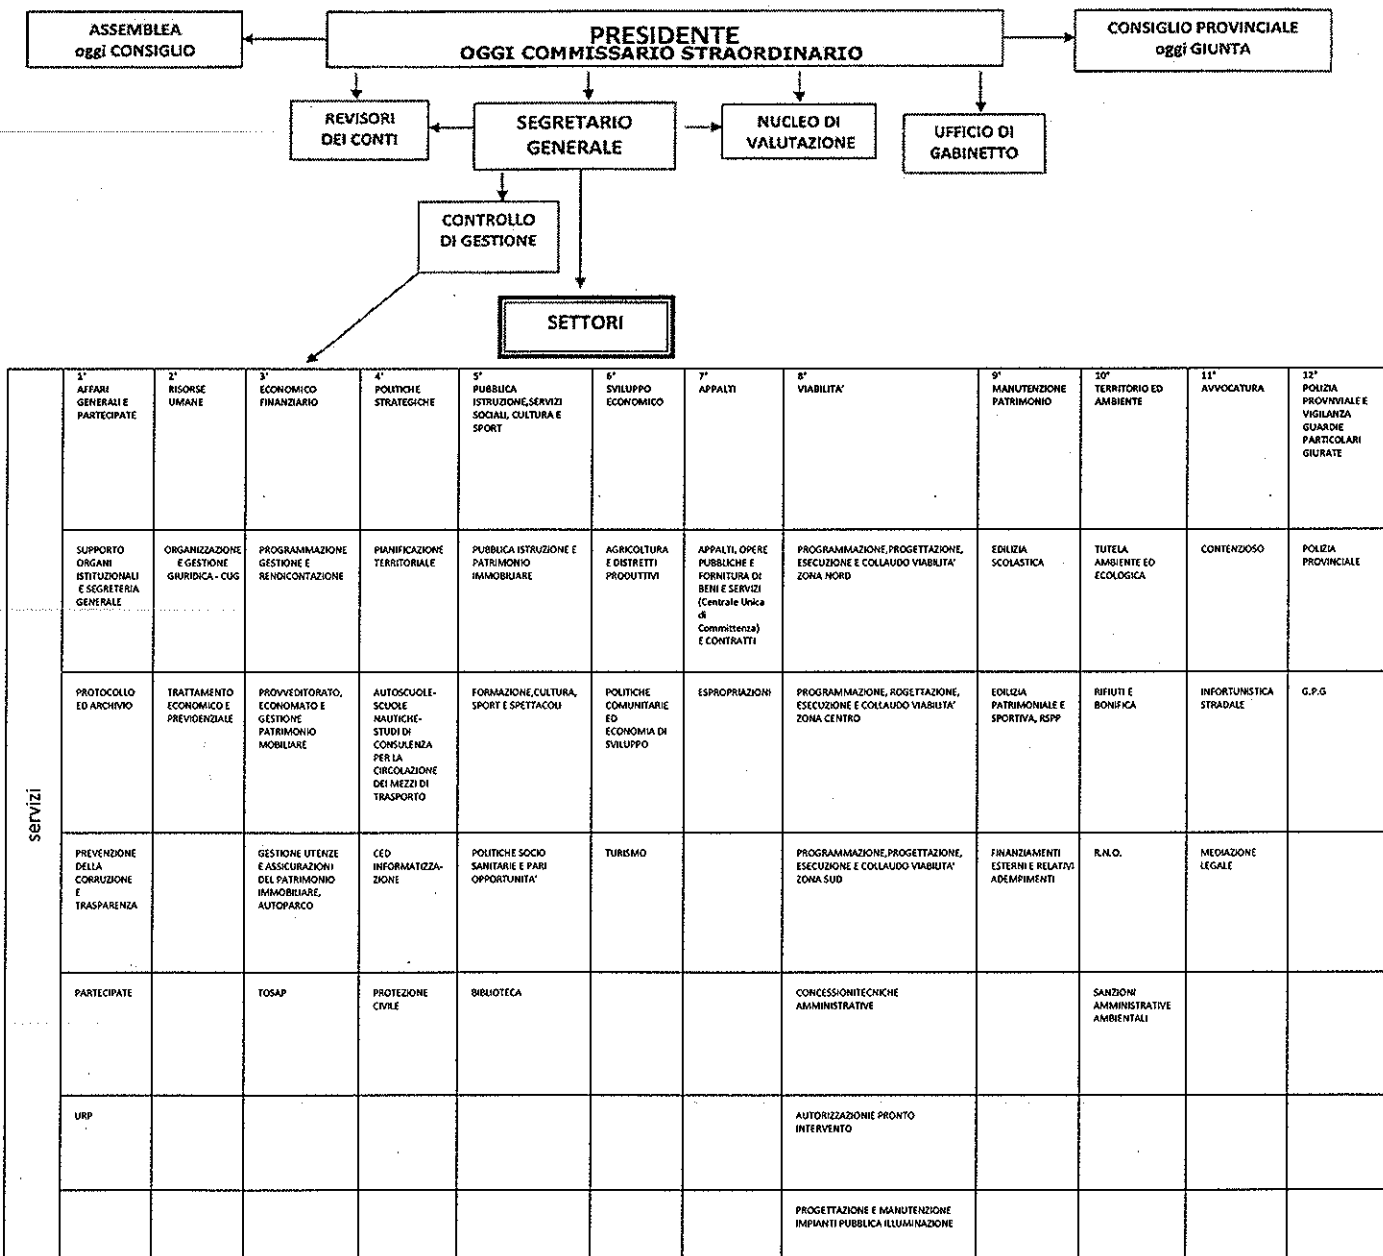 ASSEMBLEA
oggi CONSIGLIO
PRESIDENTE
OGGI COMMISSARIO STRAORDINARIO
CONSIGLIO PROVINCIALE
oggi GIUNTA
REVISORI
DEI CONTI
SEGRETARIO
GENERALE
NUCLEO DI
VALUTAZIONE
UFFICIO DI
GABINETTO
CONTROLLO
DI GESTIONE
SETTORI
servizi
1°
AFFARI
GENERALI E
PARTECIPATE
2°
RISORSE
UMANE
3°
ECONOMICO
FINANZIARIO
4°
POLITICHE
STRATEGICHE
5°
PUBBLICA
ISTRUZIONE,SERVIZI
SOCIALI, CULTURA E
SPORT
6°
SVILUPPO
ECONOMICO
7°
APPALTI
8°
VIABILITA'
9°
MANUTENZIONE
PATRIMONIO
10°
TERRITORIO ED
AMBIENTE
11°
AVVOCATURA
12°
POLIZIA
PROVNVIALE E
VIGILANZA
GUARDIE
PARTICOLARI
GIURATE
SUPPORTO
ORGANI
ISTITUZIONALI
E SEGRETERIA
GENERALE
ORGANIZZAZIONE
E GESTIONE
GIURIDICA - CUG
PROGRAMMAZIONE
GESTIONE E
RENDICONTAZIONE
PIANIFICAZIONE
TERRITORIALE
PUBBLICA ISTRUZIONE E
PATRIMONIO
IMMOBILIARE
AGRICOLTURA
E DISTRETTI
PRODUTTIVI
APPALTI, OPERE
PUBBLICHE E
FORNITURA DI
BENI E SERVIZI
(Centrale Unica
di
Committenza)
E CONTRATTI
PROGRAMMAZIONE,PROGETTAZIONE,
ESECUZIONE E COLLAUDO VIABILITA'
ZONA NORD
EDILIZIA
SCOLASTICA
TUTELA
AMBIENTE ED
ECOLOGICA
CONTENZIOSO
POLIZIA
PROVINCIALE
PROTOCOLLO
ED ARCHIVIO
TRATTAMENTO
ECONOMICO E
PREVIDENZIALE
PROVVEDITORATO,
ECONOMATO E
GESTIONE
PATRIMONIO
MOBILIARE
AUTOSCUOLE-
SCUOLE
NAUTICHE-
STUDI DI
CONSULENZA
PER LA
CIRCOLAZIONE
DEI MEZZI DI
TRASPORTO
FORMAZIONE,CULTURA,
SPORT E SPETTACOLI
POLITICHE
COMUNITARIE
ED
ECONOMIA DI
SVILUPPO
ESPROPRIAZIONI
PROGRAMMAZIONE, ROGETTAZIONE,
ESECUZIONE E COLLAUDO VIABILITA'
ZONA CENTRO
EDILIZIA
PATRIMONIALE E
SPORTIVA, RSPP
RIFIUTI E
BONIFICA
INFORTUNISTICA
STRADALE
G.P.G
PREVENZIONE
DELLA
CORRUZIONE
E
TRASPARENZA
GESTIONE UTENZE
E ASSICURAZIONI
DEL PATRIMONIO
IMMOBILIARE,
AUTOPARCO
CED
INFORMATIZZA-
ZIONE
POLITICHE SOCIO
SANITARIE E PARI
OPPORTUNITA'
TURISMO
PROGRAMMAZIONE,PROGETTAZIONE,
ESECUZIONE E COLLAUDO VIABILITA'
ZONA SUD
FINANZIAMENTI
ESTERNI E RELATIVI
ADEMPIMENTI
R.N.O.
MEDIAZIONE
LEGALE
PARTECIPATE
TOSAP
PROTEZIONE
CIVILE
BIBLIOTECA
CONCESSIONITECNICHE
AMMINISTRATIVE
SANZIONI
AMMINISTRATIVE
AMBIENTALI
URP
AUTORIZZAZIONIE PRONTO
INTERVENTO
PROGETTAZIONE E MANUTENZIONE
IMPIANTI PUBBLICA ILLUMINAZIONE